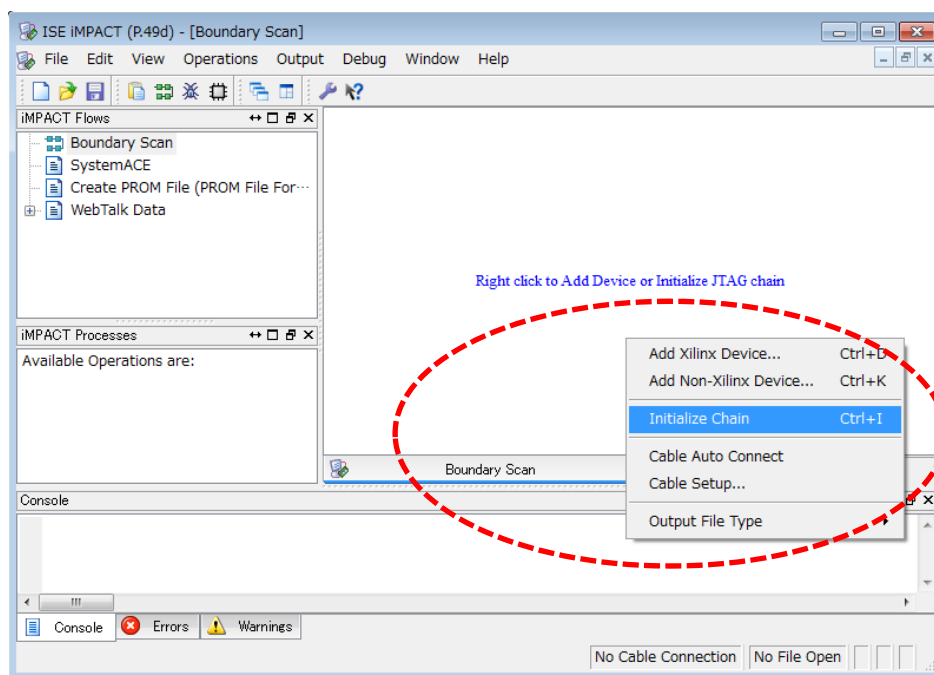 ISE iMPACT (P.49d) - [Boundary Scan]
File Edit View Operations Output Debug Window Help
iMPACT Flows
Boundary Scan
SystemACE
Create PROM File (PROM File For...
WebTalk Data
Right click to Add Device or Initialize JTAG chain
iMPACT Processes
Available Operations are:
Add Xilinx Device... Ctrl+D
Add Non-Xilinx Device... Ctrl+K
Initialize Chain Ctrl+I
Cable Auto Connect
Cable Setup...
Output File Type
Boundary Scan
Console
Console Errors Warnings
No Cable Connection No File Open